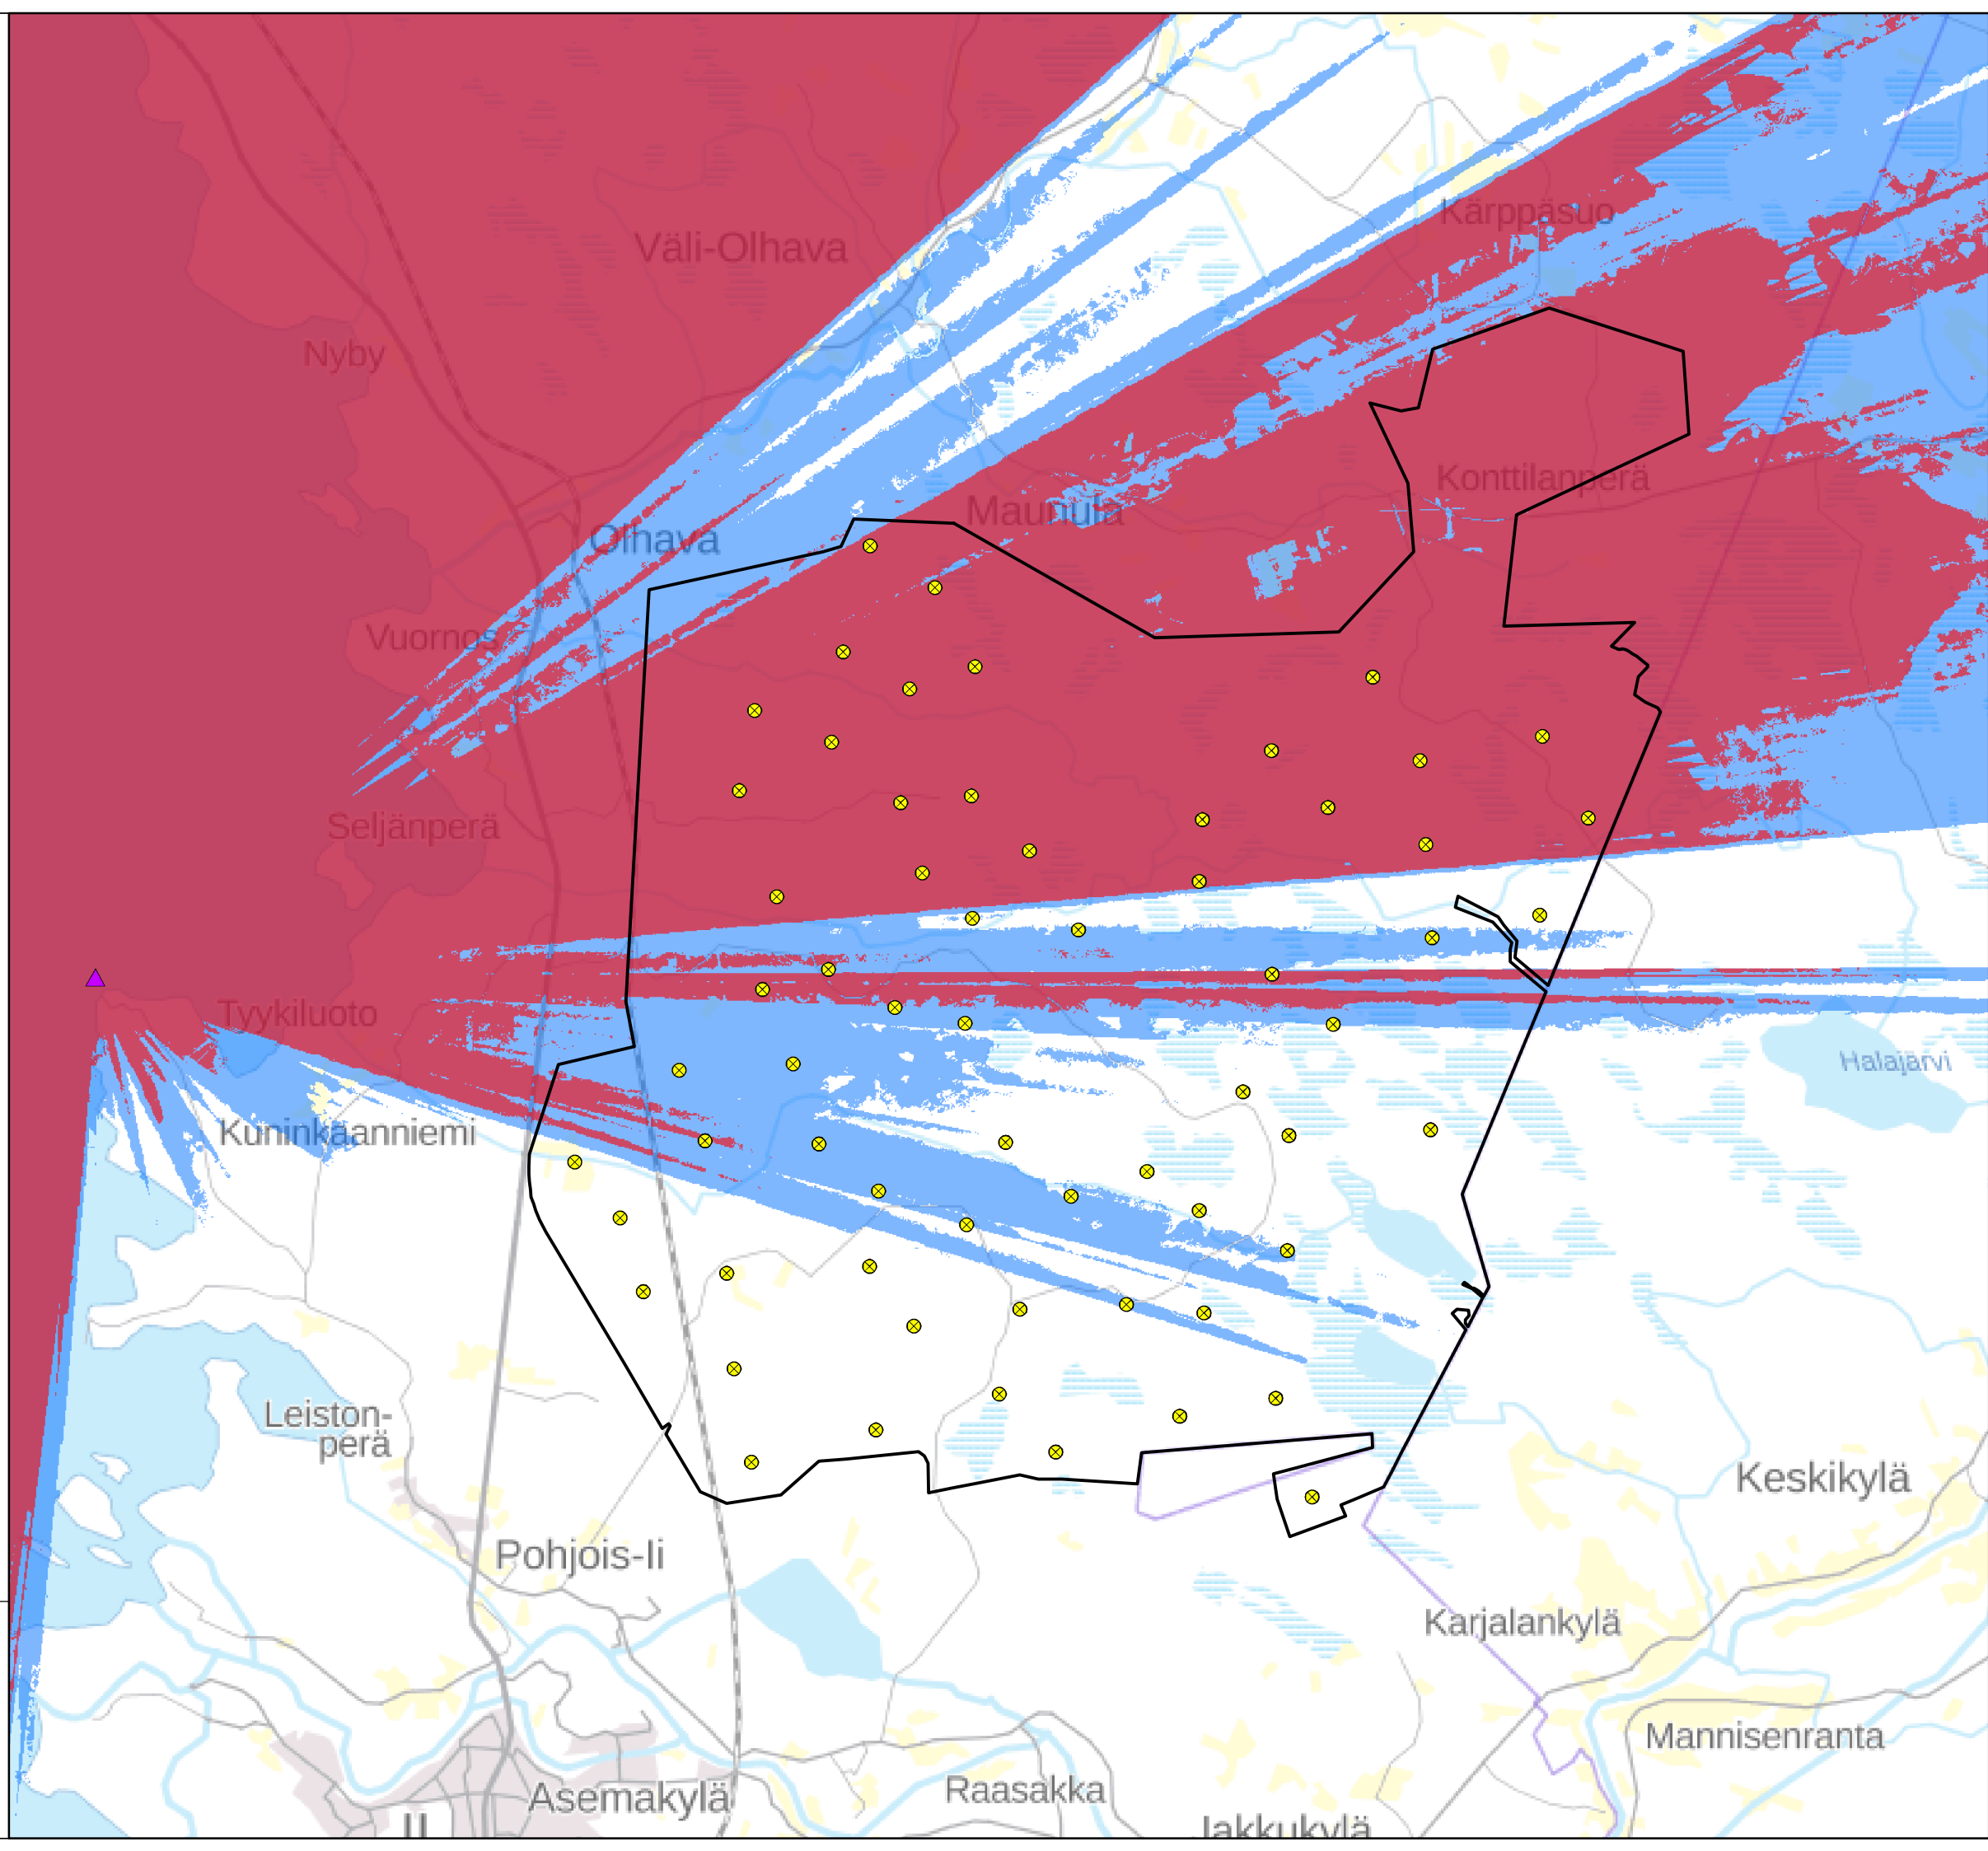 Kärppäsuo
Väli-Olhava
Nyby
Konttilanperä
Maunula
Olhava
Vuornos
Seljänperä
Tyykiluoto
Halajärvi
Kuninkaanniemi
Leiston-
perä
Keskikylä
Pohjois-Ii
Karjalankylä
Mannisenranta
Raasakka
Asemakylä
II
Jakkukylä